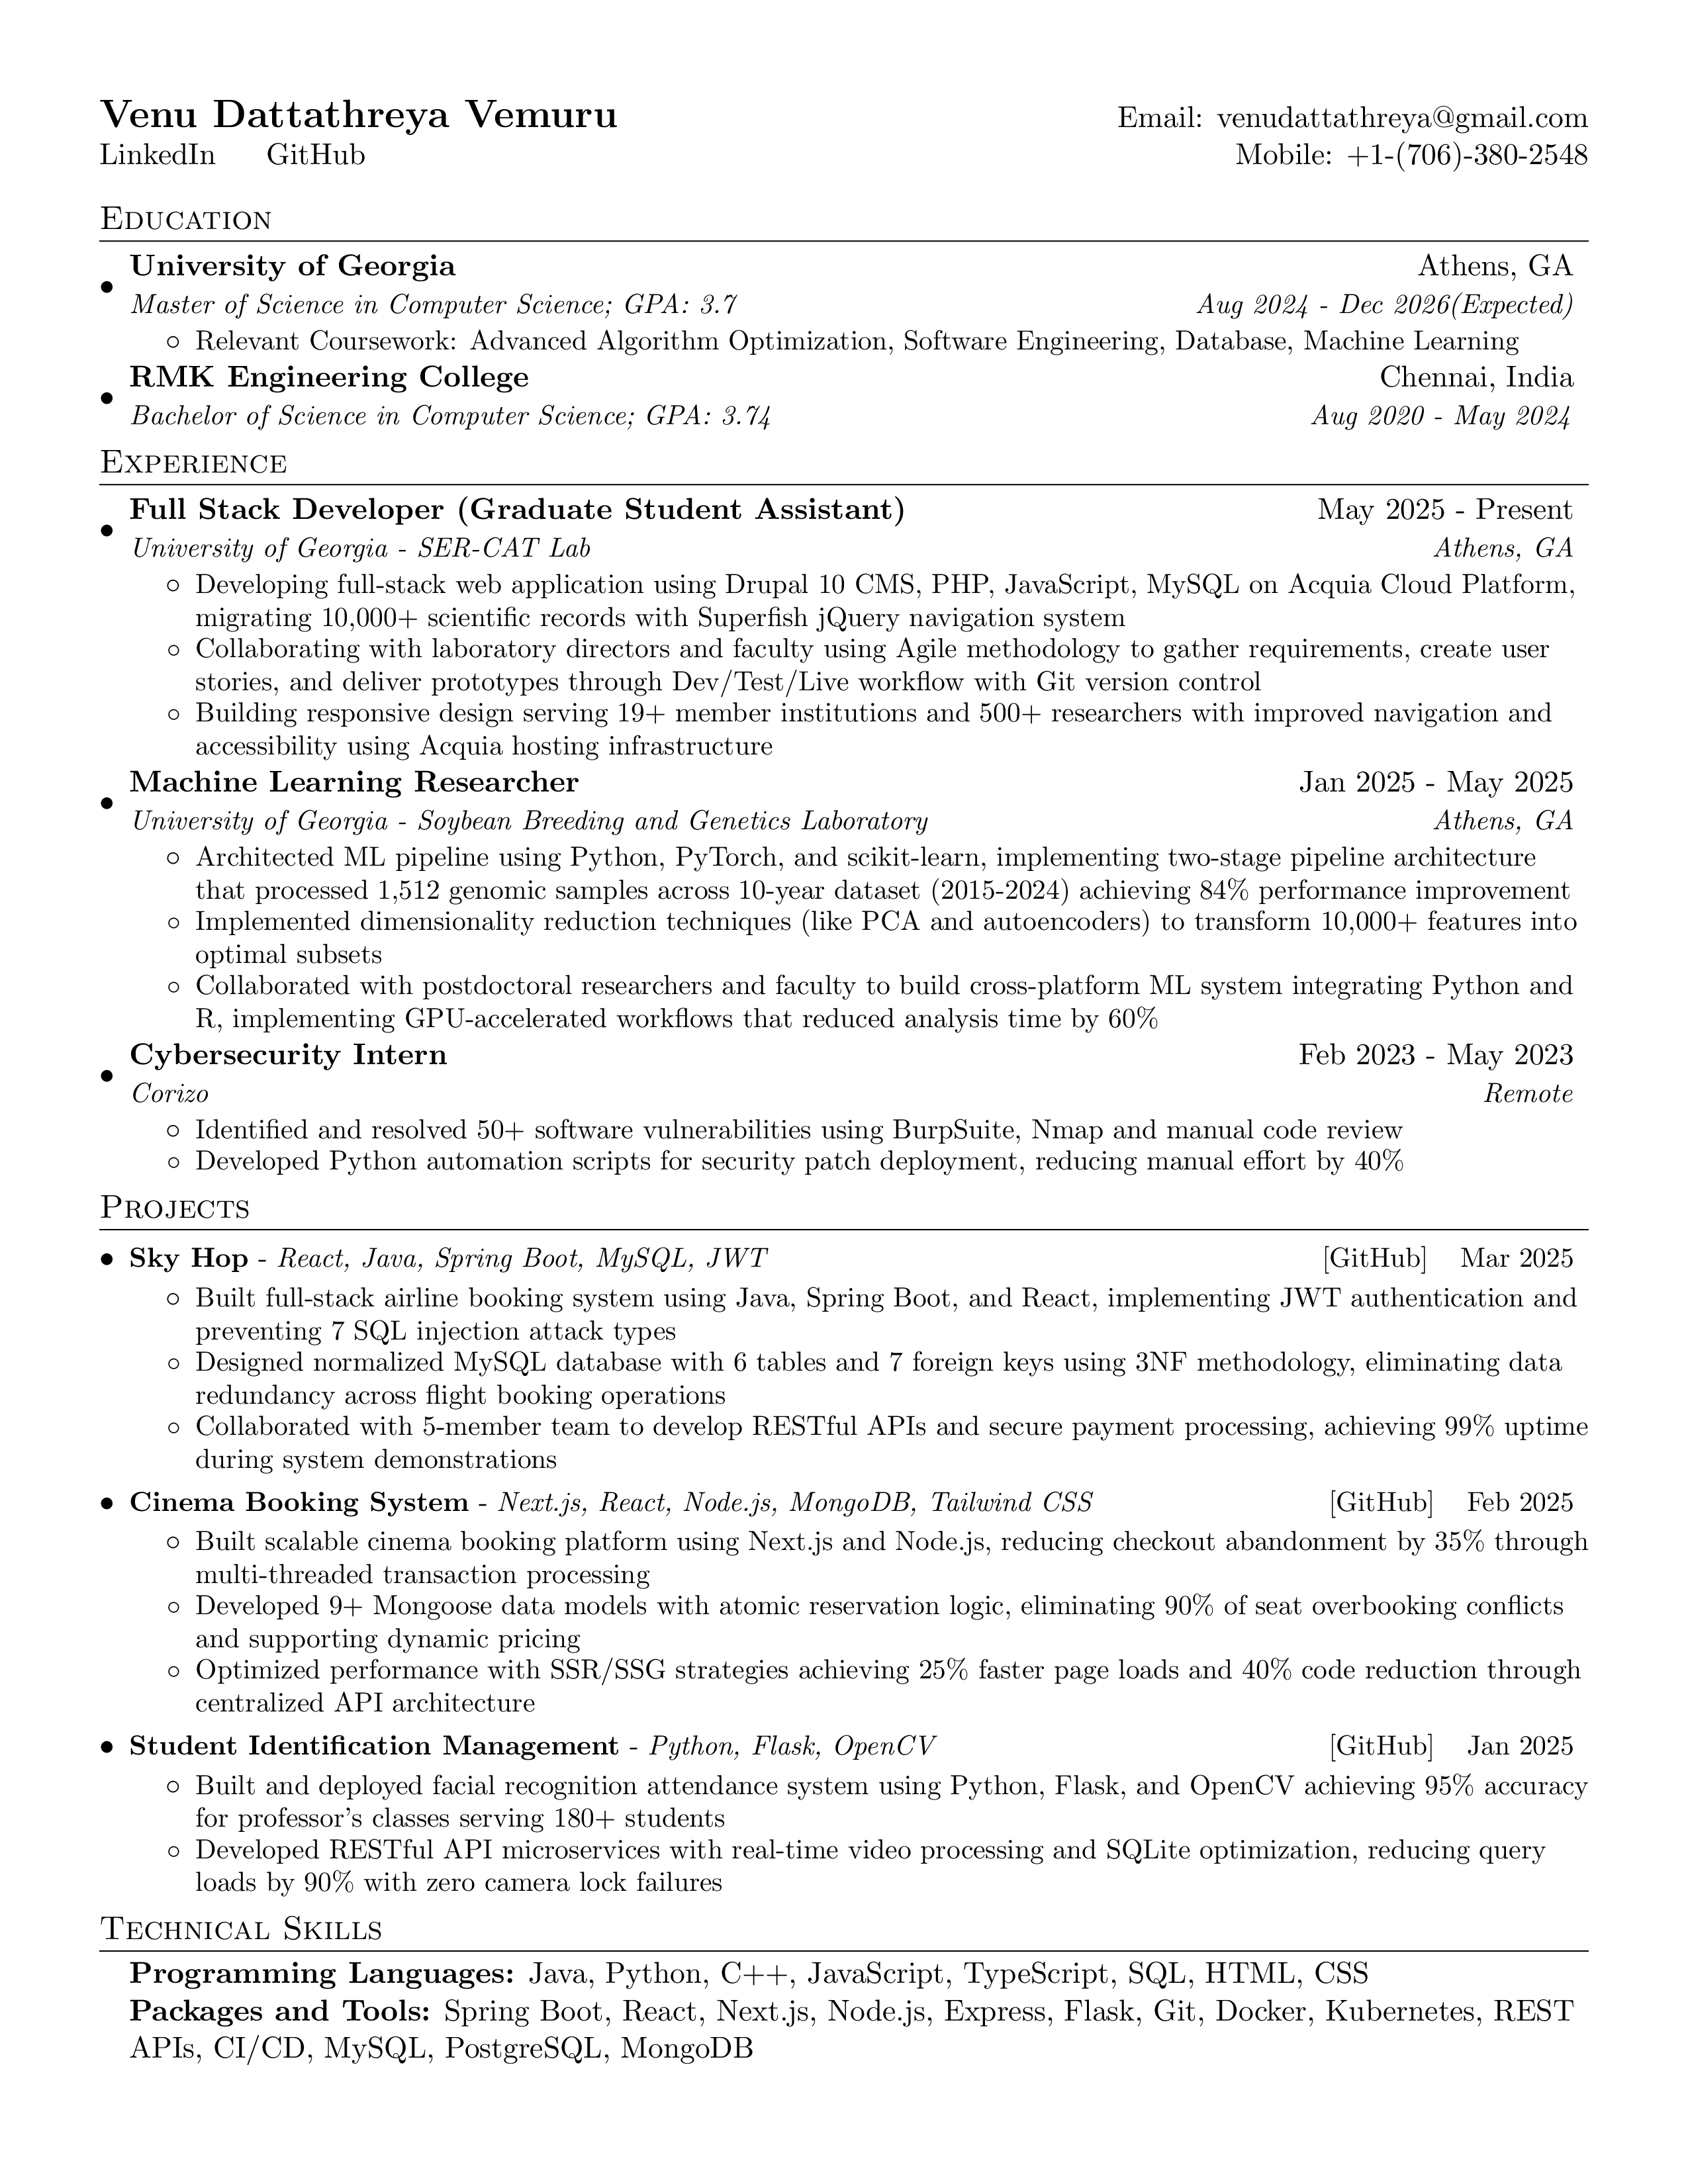 Venu Dattathreya Vemuru
Email: venudattathreya@gmail.com
LinkedIn GitHub
Mobile: +1-(706)-380-2548
Education
University of Georgia
Athens, GA
Master of Science in Computer Science; GPA: 3.7
Aug 2024 - Dec 2026(Expected)
Relevant Coursework: Advanced Algorithm Optimization, Software Engineering, Database, Machine Learning
RMK Engineering College
Chennai, India
Bachelor of Science in Computer Science; GPA: 3.74
Aug 2020 - May 2024
Experience
Full Stack Developer (Graduate Student Assistant)
May 2025 - Present
University of Georgia - SER-CAT Lab
Athens, GA
Developing full-stack web application using Drupal 10 CMS, PHP, JavaScript, MySQL on Acquia Cloud Platform,
migrating 10,000+ scientific records with Superfish jQuery navigation system
Collaborating with laboratory directors and faculty using Agile methodology to gather requirements, create user
stories, and deliver prototypes through Dev/Test/Live workflow with Git version control
Building responsive design serving 19+ member institutions and 500+ researchers with improved navigation and
accessibility using Acquia hosting infrastructure
Machine Learning Researcher
Jan 2025 - May 2025
University of Georgia - Soybean Breeding and Genetics Laboratory
Athens, GA
Architected ML pipeline using Python, PyTorch, and scikit-learn, implementing two-stage pipeline architecture
that processed 1,512 genomic samples across 10-year dataset (2015-2024) achieving 84% performance improvement
Implemented dimensionality reduction techniques (like PCA and autoencoders) to transform 10,000+ features into
optimal subsets
Collaborated with postdoctoral researchers and faculty to build cross-platform ML system integrating Python and
R, implementing GPU-accelerated workflows that reduced analysis time by 60%
Cybersecurity Intern
Feb 2023 - May 2023
Corizo
Remote
Identified and resolved 50+ software vulnerabilities using BurpSuite, Nmap and manual code review
Developed Python automation scripts for security patch deployment, reducing manual effort by 40%
Projects
Sky Hop - React, Java, Spring Boot, MySQL, JWT
[GitHub] Mar 2025
Built full-stack airline booking system using Java, Spring Boot, and React, implementing JWT authentication and
preventing 7 SQL injection attack types
Designed normalized MySQL database with 6 tables and 7 foreign keys using 3NF methodology, eliminating data
redundancy across flight booking operations
Collaborated with 5-member team to develop RESTful APIs and secure payment processing, achieving 99% uptime
during system demonstrations
Cinema Booking System - Next.js, React, Node.js, MongoDB, Tailwind CSS
[GitHub] Feb 2025
Built scalable cinema booking platform using Next.js and Node.js, reducing checkout abandonment by 35% through
multi-threaded transaction processing
Developed 9+ Mongoose data models with atomic reservation logic, eliminating 90% of seat overbooking conflicts
and supporting dynamic pricing
Optimized performance with SSR/SSG strategies achieving 25% faster page loads and 40% code reduction through
centralized API architecture
Student Identification Management - Python, Flask, OpenCV
[GitHub] Jan 2025
Built and deployed facial recognition attendance system using Python, Flask, and OpenCV achieving 95% accuracy
for professor's classes serving 180+ students
Developed RESTful API microservices with real-time video processing and SQLite optimization, reducing query
loads by 90% with zero camera lock failures
Technical Skills
Programming Languages: Java, Python, C++, JavaScript, TypeScript, SQL, HTML, CSS
Packages and Tools: Spring Boot, React, Next.js, Node.js, Express, Flask, Git, Docker, Kubernetes, REST
APIs, CI/CD, MySQL, PostgreSQL, MongoDB